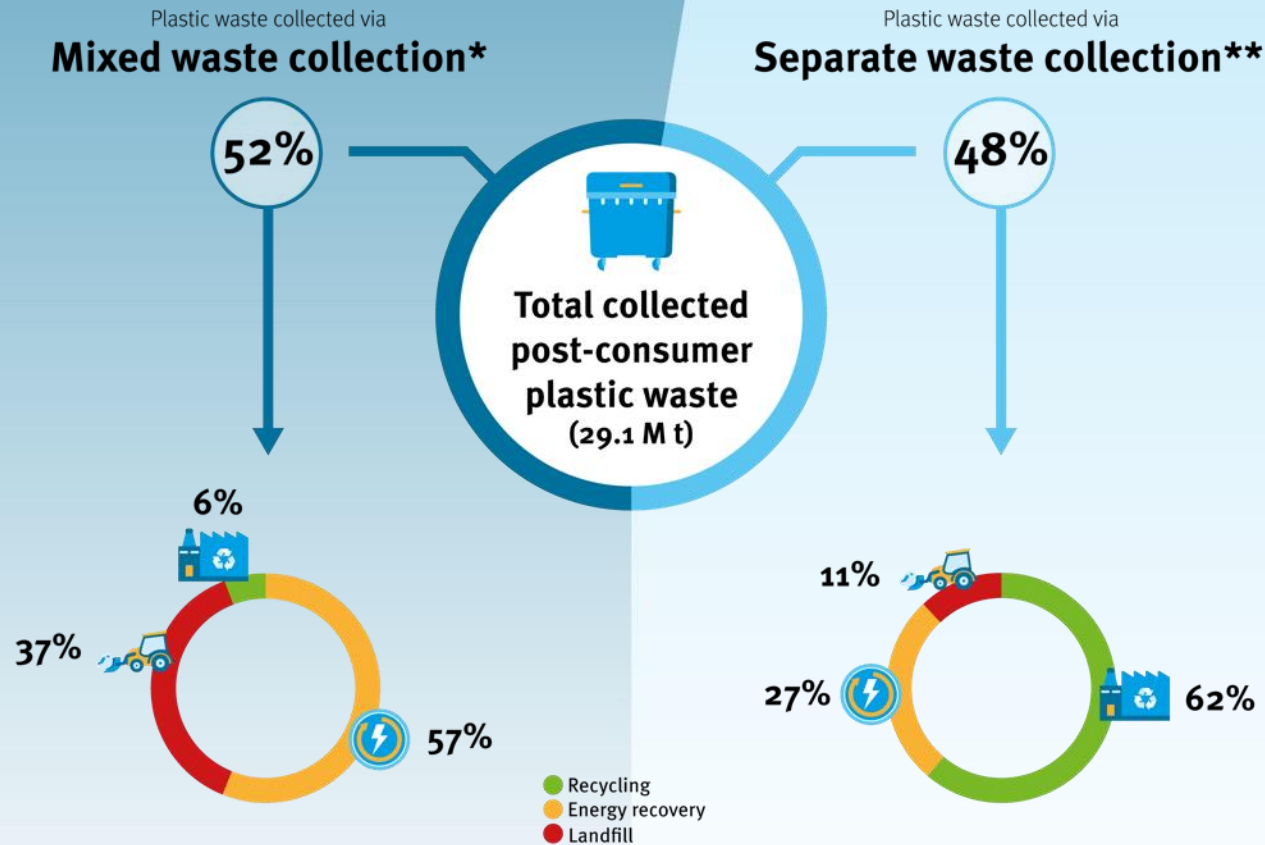 Plastic waste collected via
Mixed waste collection*
52%
Plastic waste collected via
Separate waste collection**
48%
Total collected
post-consumer
plastic waste
(29.1 M t)
6%
37%
57%
11%
27%
62%
Recycling
Energy recovery
Landfill